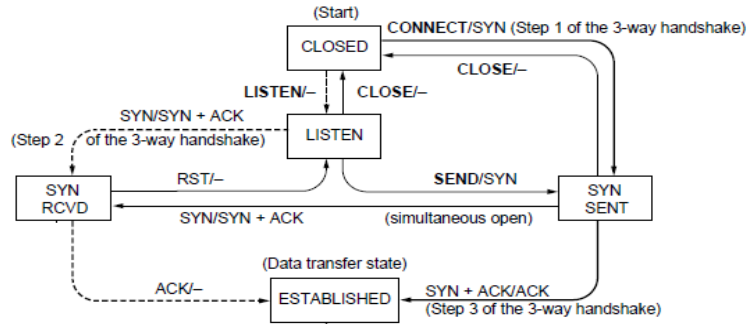 (Start)
CLOSED
CONNECT/SYN (Step 1 of the 3-way handshake)
CLOSE/–
LISTEN/–
CLOSE/–
SYN/SYN + ACK
(Step 2 of the 3-way handshake)
LISTEN
SYN
RCVD
RST/–
SEND/SYN
SYN
SENT
SYN/SYN + ACK
(simultaneous open)
(Data transfer state)
ACK/–
ESTABLISHED
SYN + ACK/ACK
(Step 3 of the 3-way handshake)